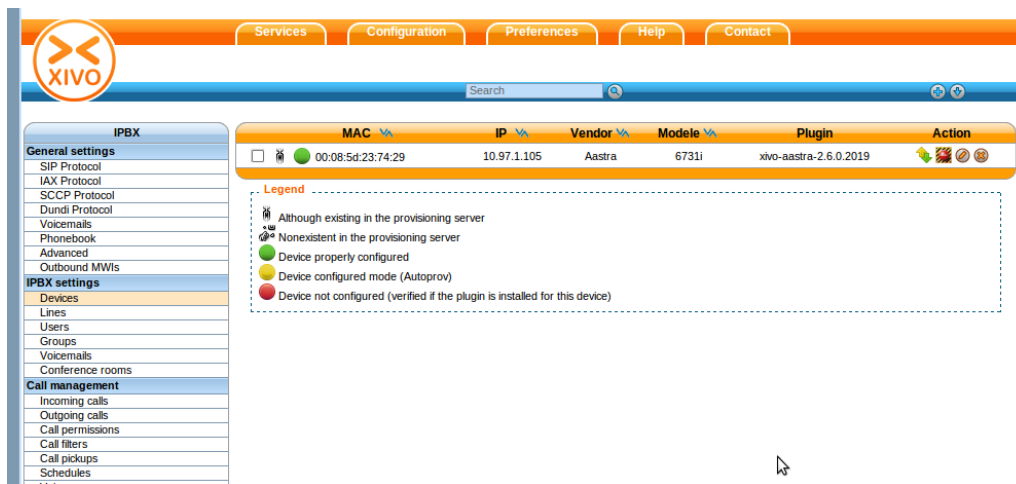 Services Configuration Preferences Help Contact
XIVO
Search
IPBX
General settings
SIP Protocol
IAX Protocol
SCCP Protocol
Dundi Protocol
Voicemails
Phonebook
Advanced
Outbound MWIs
IPBX settings
Devices
Lines
Users
Groups
Voicemails
Conference rooms
Call management
Incoming calls
Outgoing calls
Call permissions
Call filters
Call pickups
Schedules
MAC IP Vendor Modele Plugin Action
00:08:5d:23:74:29 10.97.1.105 Aastra 6731i xivo-aastra-2.6.0.2019
Legend
Although existing in the provisioning server
Nonexistent in the provisioning server
Device properly configured
Device configured mode (Autoprov)
Device not configured (verified if the plugin is installed for this device)